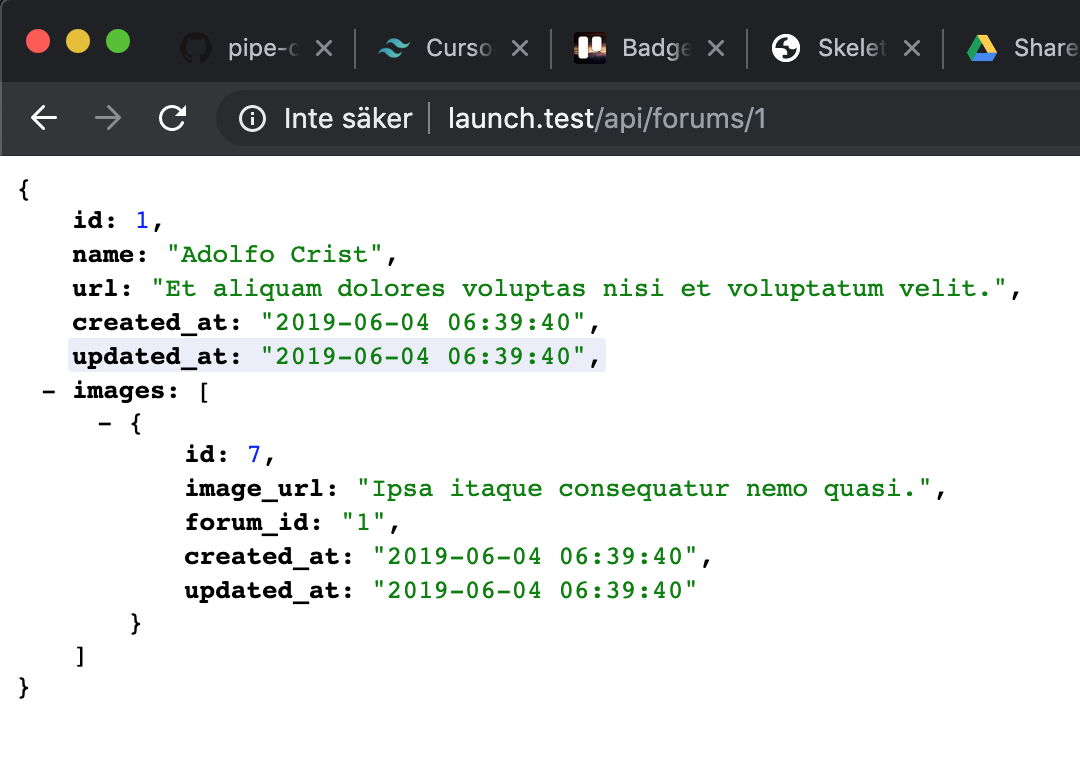 pipe-c
Curso
Badge
Skelet
Share
Inte säker | launch.test/api/forums/1
{
id: 1,
name: "Adolfo Crist",
url: "Et aliquam dolores voluptas nisi et voluptatum velit.",
created_at: "2019-06-04 06:39:40",
updated_at: "2019-06-04 06:39:40",
- images: [
- {
id: 7,
image_url: "Ipsa itaque consequatur nemo quasi.",
forum_id: "1",
created_at: "2019-06-04 06:39:40",
updated_at: "2019-06-04 06:39:40"
}
]
}